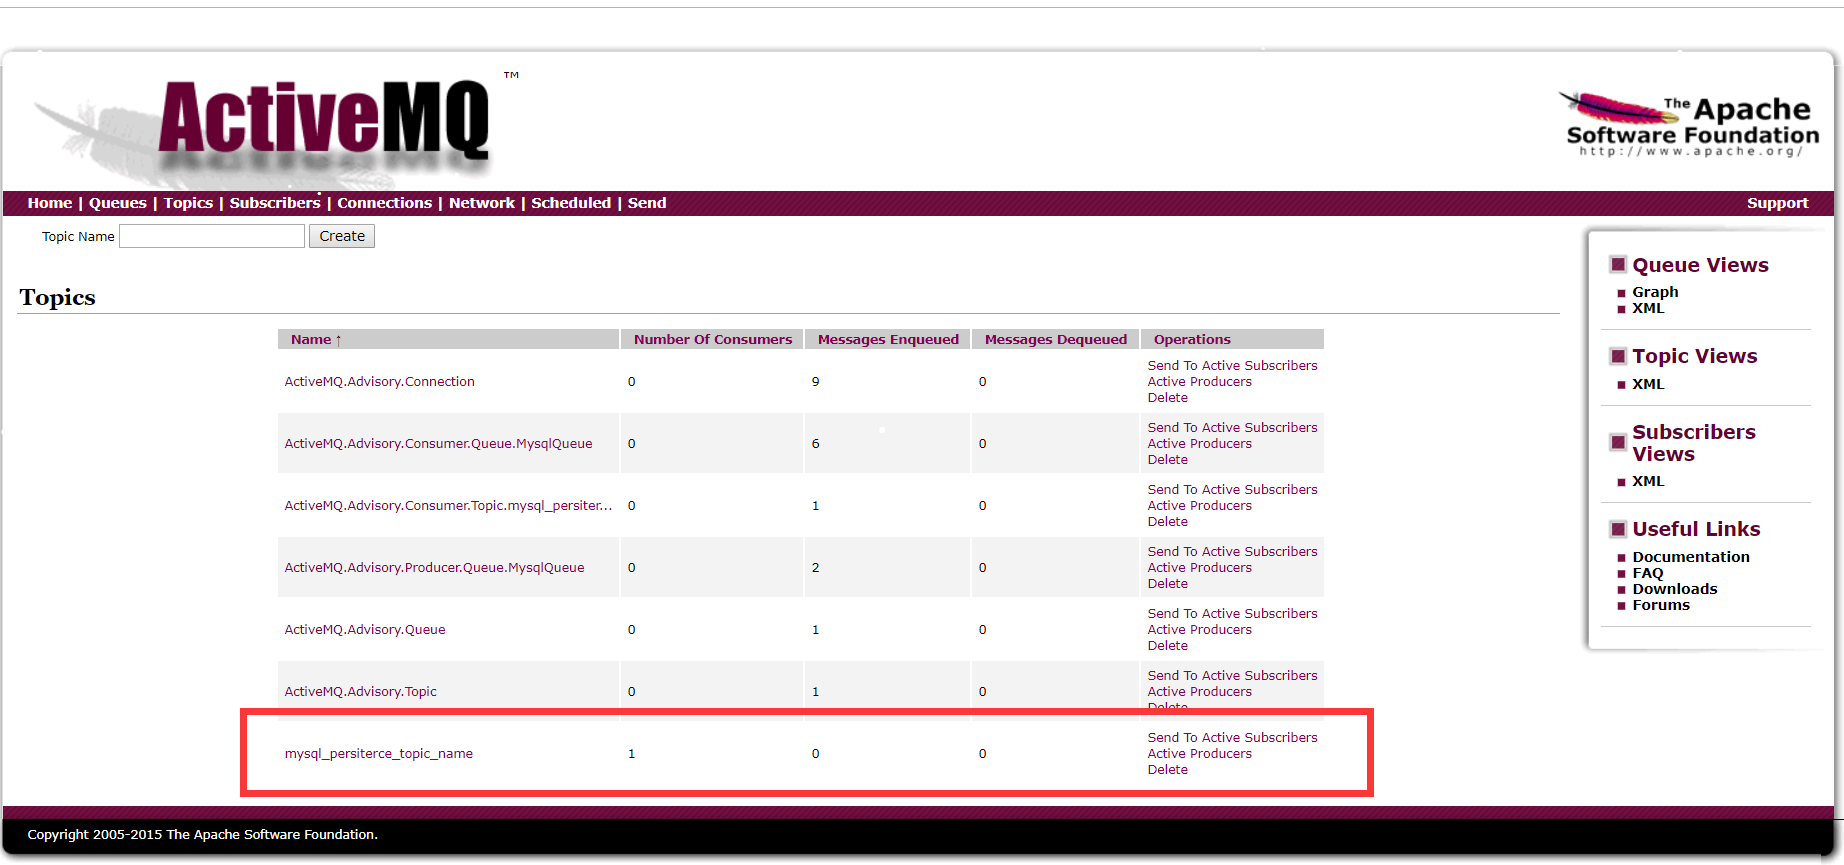 ActiveMQ ™
The Apache
Software Foundation
http://www.apache.org/
Home | Queues | Topics | Subscribers | Connections | Network | Scheduled | Send
Support
Topic Name Create
Topics
Name ↑ Number Of Consumers Messages Enqueued Messages Dequeued Operations
ActiveMQ.Advisory.Connection 0 9 0 Send To Active Subscribers
Active Producers
Delete
ActiveMQ.Advisory.Consumer.Queue.MysqlQueue 0 6 0 Send To Active Subscribers
Active Producers
Delete
ActiveMQ.Advisory.Consumer.Topic.mysql_persiter... 0 1 0 Send To Active Subscribers
Active Producers
Delete
ActiveMQ.Advisory.Producer.Queue.MysqlQueue 0 2 0 Send To Active Subscribers
Active Producers
Delete
ActiveMQ.Advisory.Queue 0 1 0 Send To Active Subscribers
Active Producers
Delete
ActiveMQ.Advisory.Topic 0 1 0 Send To Active Subscribers
Active Producers
Delete
mysql_persiterce_topic_name 1 0 0 Send To Active Subscribers
Active Producers
Delete
Queue Views
Graph
XML
Topic Views
XML
Subscribers
Views
XML
Useful Links
Documentation
FAQ
Downloads
Forums
Copyright 2005-2015 The Apache Software Foundation.